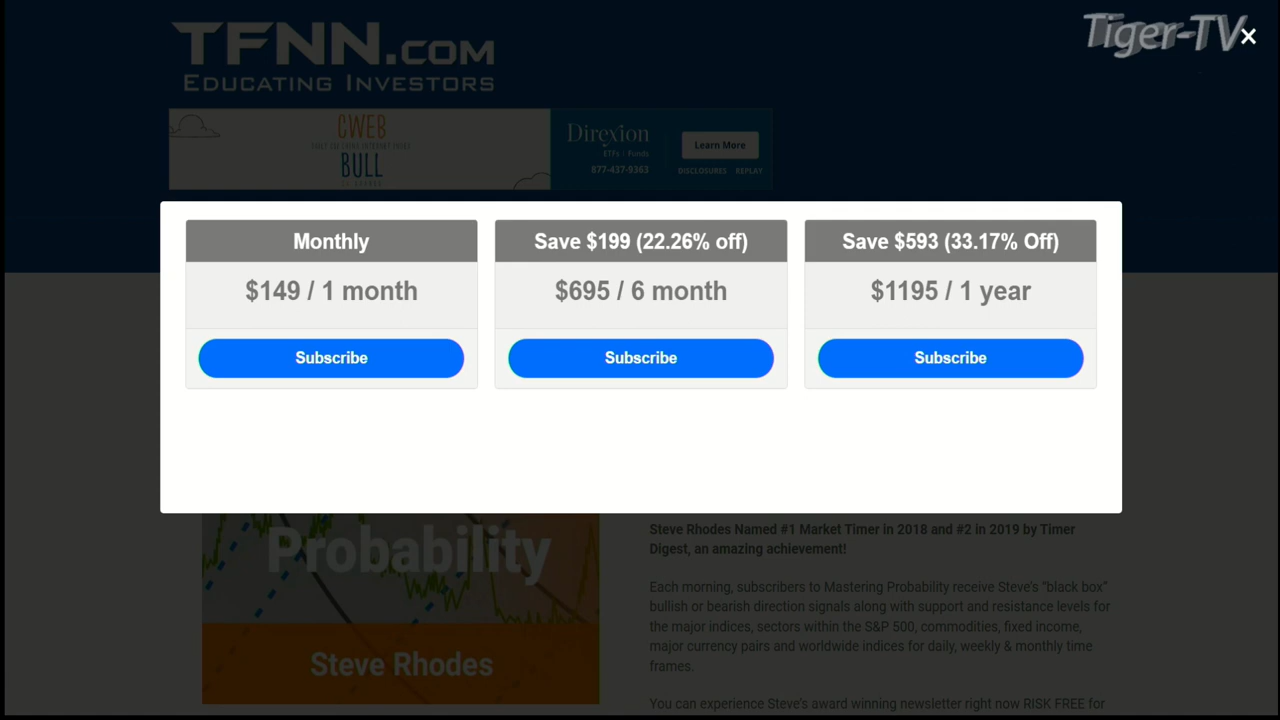 TFNN.COM
EDUCATING INVESTORS
Tiger-TV
×
CWEB
BULL
Direxion
ETFs | Funds
877-437-9363
Learn More
DISCLOSURES REPLAY
Monthly
$149 / 1 month
Subscribe
Save $199 (22.26% off)
$695 / 6 month
Subscribe
Save $593 (33.17% Off)
$1195 / 1 year
Subscribe
Probability
Steve Rhodes
Steve Rhodes Named #1 Market Timer in 2018 and #2 in 2019 by Timer
Digest, an amazing achievement!
Each morning, subscribers to Mastering Probability receive Steve's “black box”
bullish or bearish direction signals along with support and resistance levels for
the major indices, sectors within the S&P 500, commodities, fixed income,
major currency pairs and worldwide indices for daily, weekly & monthly time
frames.
You can experience Steve's award winning newsletter right now RISK FREE for